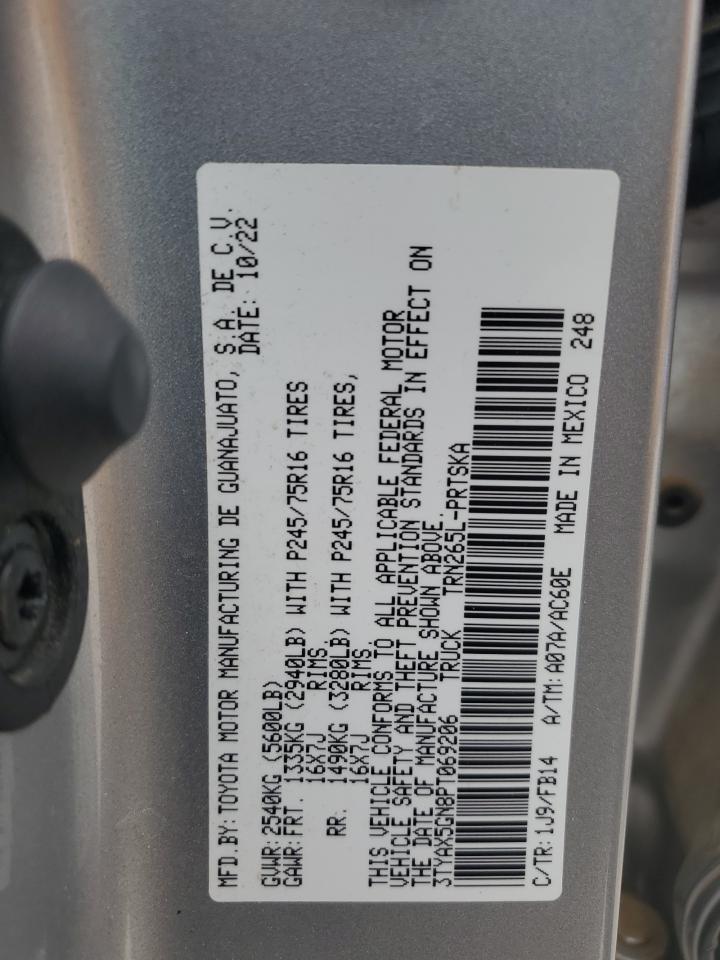 MFD.BY: TOYOTA MOTOR MANUFACTURING DE GUANAJUATO, S.A. DE C.V.
DATE: 10/22
GVWR: 2540KG (5600LB)
GAWR: FRT. 1335KG (2940LB) WITH P245/75R16 TIRES
16X7J RIMS.
RR. 1490KG (3280LB) WITH P245/75R16 TIRES,
16X7J RIMS
THIS VEHICLE CONFORMS TO ALL APPLICABLE FEDERAL MOTOR
VEHICLE SAFETY AND THEFT PREVENTION STANDARDS IN EFFECT ON
THE DATE OF MANUFACTURE SHOWN ABOVE.
3TYAX5GN8PT069206 TRUCK TRN265L-PRTSKA
C/TR: 1J9/FB14 A/TM: A07A/AC60E MADE IN MEXICO 248